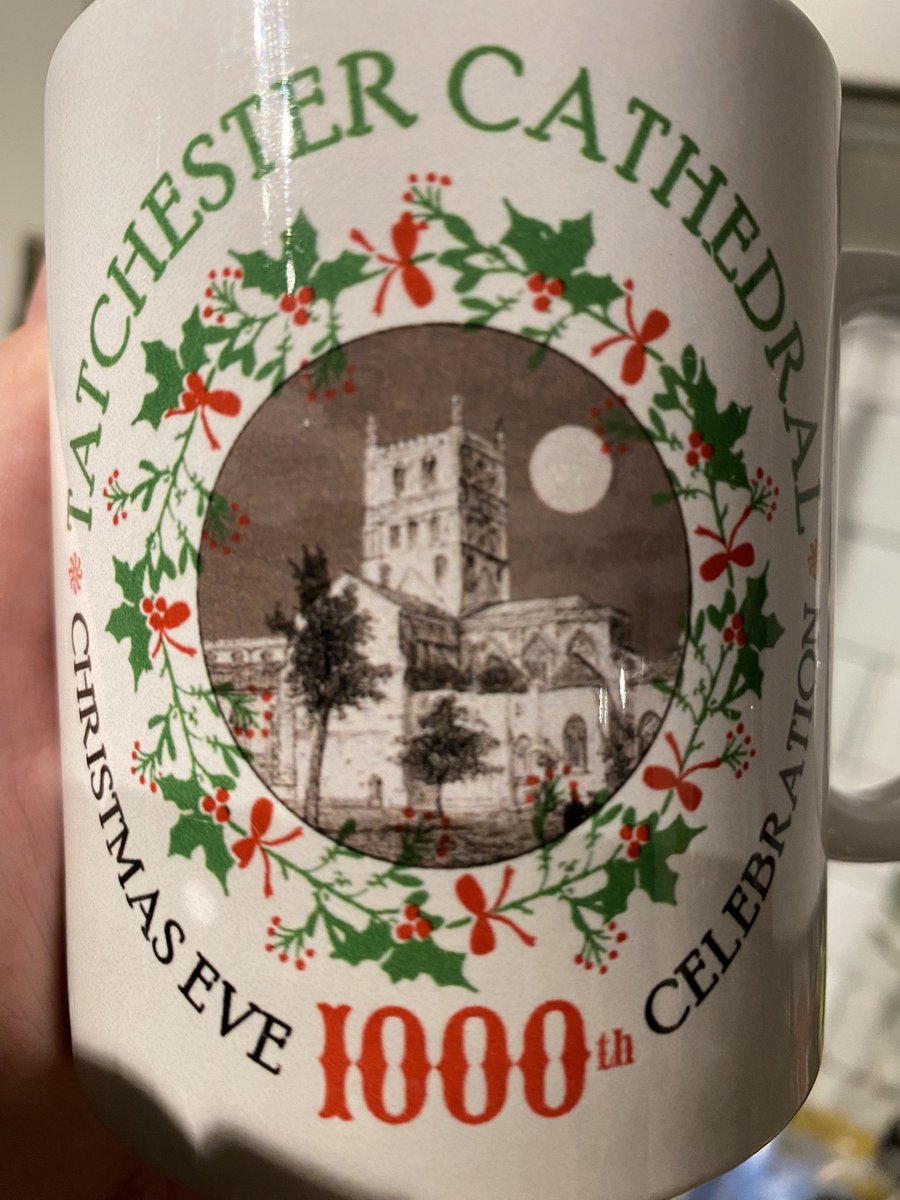 TATCHESTER CATHEDRAL
CHRISTMAS EVE 1000th CELEBRATION